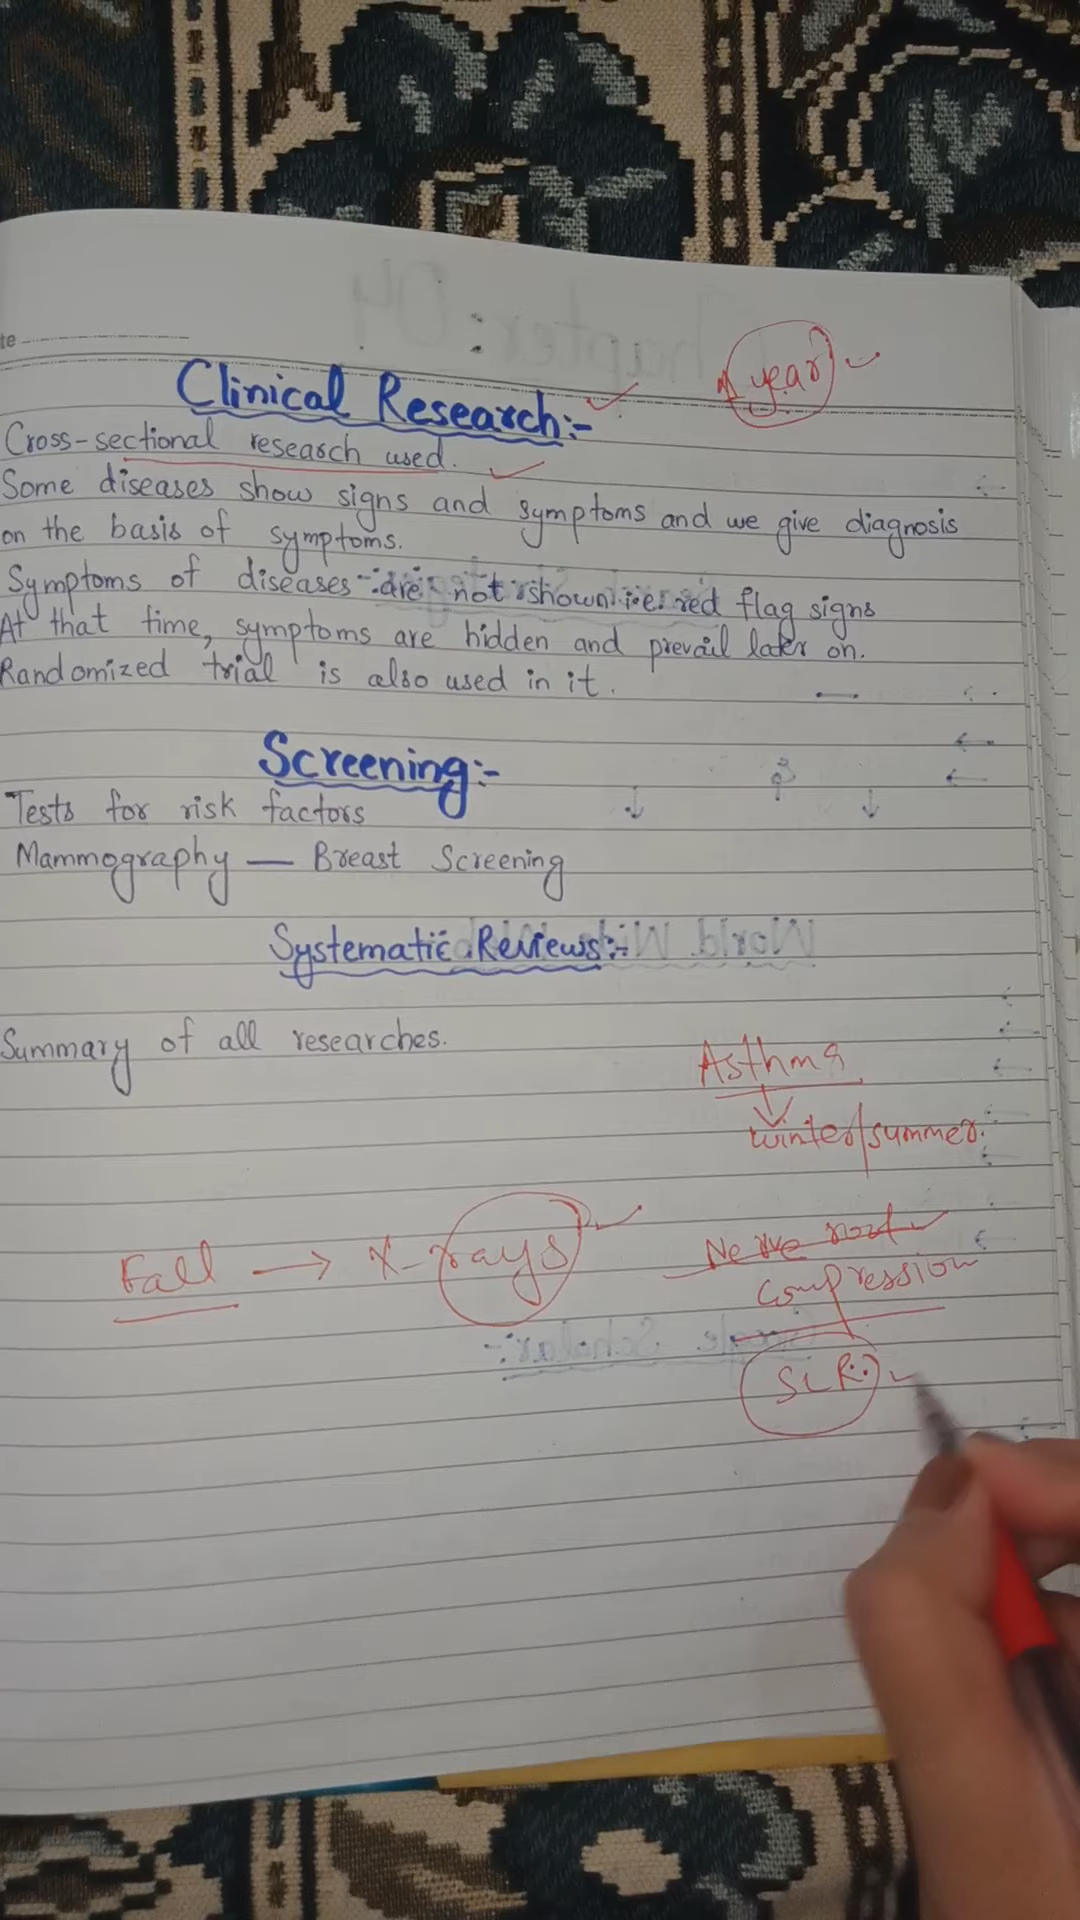 te
1 year
Clinical Research:-
Cross-sectional research used.
Some diseases show signs and symptoms and we give diagnosis
on the basis of symptoms.
Symptoms of diseases are not shown i.e. red flag signs
At that time, symptoms are hidden and prevail later on.
Randomized trial is also used in it.
Screening:-
Tests for risk factors
Mammography — Breast Screening
Systematic Reviews:-
Summary of all researches.
Asthma
↓
winter/summer.
Fall → X-rays
Nerve root
compression
SLR